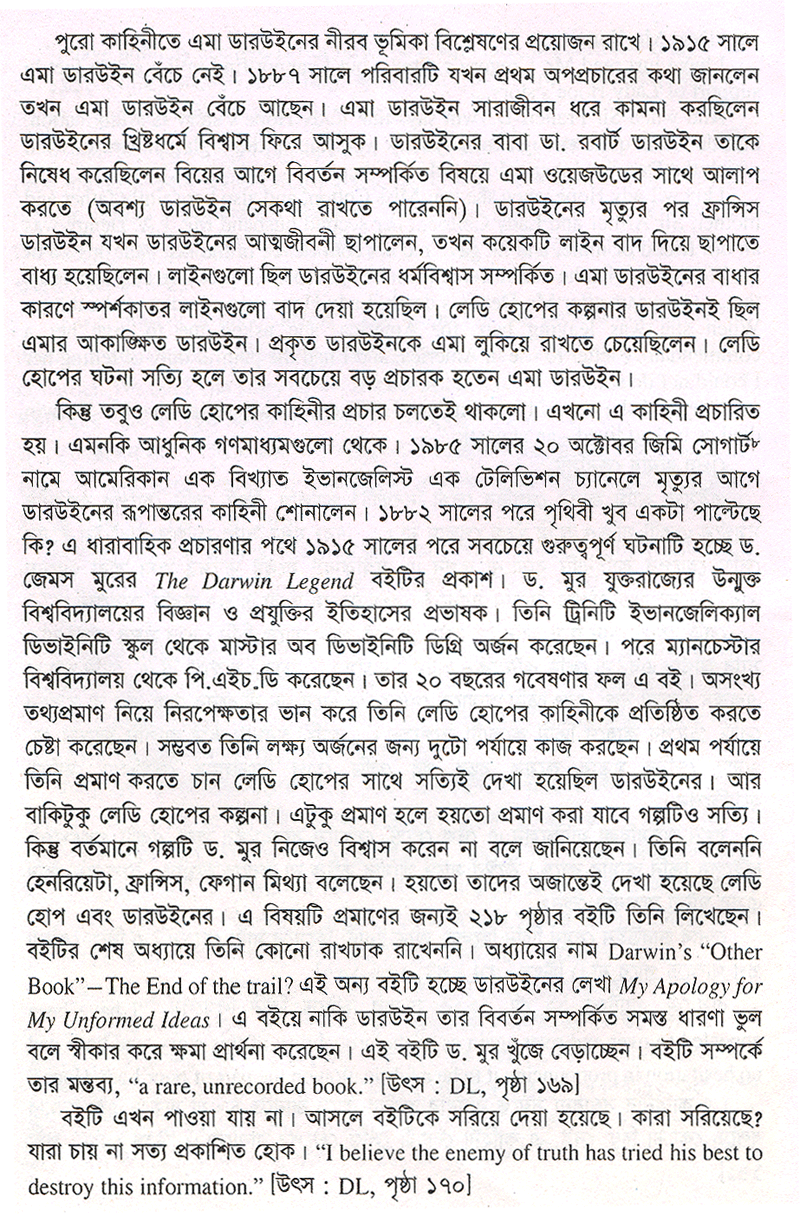 পুরো কাহিনীতে এমা ডারউইনের নীরব ভূমিকা বিশ্লেষণের প্রয়োজন রাখে। ১৯১৫ সালে
এমা ডারউইন বেঁচে নেই। ১৮৮৭ সালে পরিবারটি যখন প্রথম অপপ্রচারের কথা জানলেন
তখন এমা ডারউইন বেঁচে আছেন। এমা ডারউইন সারাজীবন ধরে কামনা করছিলেন
ডারউইনের খ্রিষ্টধর্মে বিশ্বাস ফিরে আসুক। ডারউইনের বাবা ডা. রবার্ট ডারউইন তাকে
নিষেধ করেছিলেন বিয়ের আগে বিবর্তন সম্পর্কিত বিষয়ে এমা ওয়েজউডের সাথে আলাপ
করতে (অবশ্য ডারউইন সেকথা রাখতে পারেননি)। ডারউইনের মৃত্যুর পর ফ্রান্সিস
ডারউইন যখন ডারউইনের আত্মজীবনী ছাপালেন, তখন কয়েকটি লাইন বাদ দিয়ে ছাপাতে
বাধ্য হয়েছিলেন। লাইনগুলো ছিল ডারউইনের ধর্মবিশ্বাস সম্পর্কিত। এমা ডারউইনের বাধার
কারণে স্পর্শকাতর লাইনগুলো বাদ দেয়া হয়েছিল। লেডি হোপের কল্পনার ডারউইনই ছিল
এমার আকাঙ্ক্ষিত ডারউইন। প্রকৃত ডারউইনকে এমা লুকিয়ে রাখতে চেয়েছিলেন। লেডি
হোপের ঘটনা সত্যি হলে তার সবচেয়ে বড় প্রচারক হতেন এমা ডারউইন।
কিন্তু তবুও লেডি হোপের কাহিনীর প্রচার চলতেই থাকলো। এখনো এ কাহিনী প্রচারিত
হয়। এমনকি আধুনিক গণমাধ্যমগুলো থেকে। ১৯৮৫ সালের ২০ অক্টোবর জিমি সোগার্ট৮
নামে আমেরিকান এক বিখ্যাত ইভানজেলিস্ট এক টেলিভিশন চ্যানেলে মৃত্যুর আগে
ডারউইনের রূপান্তরের কাহিনী শোনালেন। ১৮৮২ সালের পরে পৃথিবী খুব একটা পাল্টেছে
কি? এ ধারাবাহিক প্রচারণার পথে ১৯১৫ সালের পরে সবচেয়ে গুরুত্বপূর্ণ ঘটনাটি হচ্ছে ড.
জেমস মুরের The Darwin Legend বইটির প্রকাশ। ড. মুর যুক্তরাজ্যের উন্মুক্ত
বিশ্ববিদ্যালয়ের বিজ্ঞান ও প্রযুক্তির ইতিহাসের প্রভাষক। তিনি ট্রিনিটি ইভানজেলিক্যাল
ডিভাইনিটি স্কুল থেকে মাস্টার অব ডিভাইনিটি ডিগ্রি অর্জন করেছেন। পরে ম্যানচেস্টার
বিশ্ববিদ্যালয় থেকে পি.এইচ.ডি করেছেন। তার ২০ বছরের গবেষণার ফল এ বই। অসংখ্য
তথ্যপ্রমাণ নিয়ে নিরপেক্ষতার ভান করে তিনি লেডি হোপের কাহিনীকে প্রতিষ্ঠিত করতে
চেষ্টা করেছেন। সম্ভবত তিনি লক্ষ্য অর্জনের জন্য দুটো পর্যায়ে কাজ করছেন। প্রথম পর্যায়ে
তিনি প্রমাণ করতে চান লেডি হোপের সাথে সত্যিই দেখা হয়েছিল ডারউইনের। আর
বাকিটুকু লেডি হোপের কল্পনা। এটুকু প্রমাণ হলে হয়তো প্রমাণ করা যাবে গল্পটিও সত্যি।
কিন্তু বর্তমানে গল্পটি ড. মুর নিজেও বিশ্বাস করেন না বলে জানিয়েছেন। তিনি বলেননি
হেনরিয়েটা, ফ্রান্সিস, ফেগান মিথ্যা বলেছেন। হয়তো তাদের অজান্তেই দেখা হয়েছে লেডি
হোপ এবং ডারউইনের। এ বিষয়টি প্রমাণের জন্যই ২১৮ পৃষ্ঠার বইটি তিনি লিখেছেন।
বইটির শেষ অধ্যায়ে তিনি কোনো রাখঢাক রাখেননি। অধ্যায়ের নাম Darwin's “Other
Book”–The End of the trail? এই অন্য বইটি হচ্ছে ডারউইনের লেখা My Apology for
My Unformed Ideas। এ বইয়ে নাকি ডারউইন তার বিবর্তন সম্পর্কিত সমস্ত ধারণা ভুল
বলে স্বীকার করে ক্ষমা প্রার্থনা করেছেন। এই বইটি ড. মুর খুঁজে বেড়াচ্ছেন। বইটি সম্পর্কে
তার মন্তব্য, “a rare, unrecorded book.” [উৎস : DL, পৃষ্ঠা ১৬৯]
বইটি এখন পাওয়া যায় না। আসলে বইটিকে সরিয়ে দেয়া হয়েছে। কারা সরিয়েছে?
যারা চায় না সত্য প্রকাশিত হোক। “I believe the enemy of truth has tried his best to
destroy this information.” [উৎস : DL, পৃষ্ঠা ১৭০]